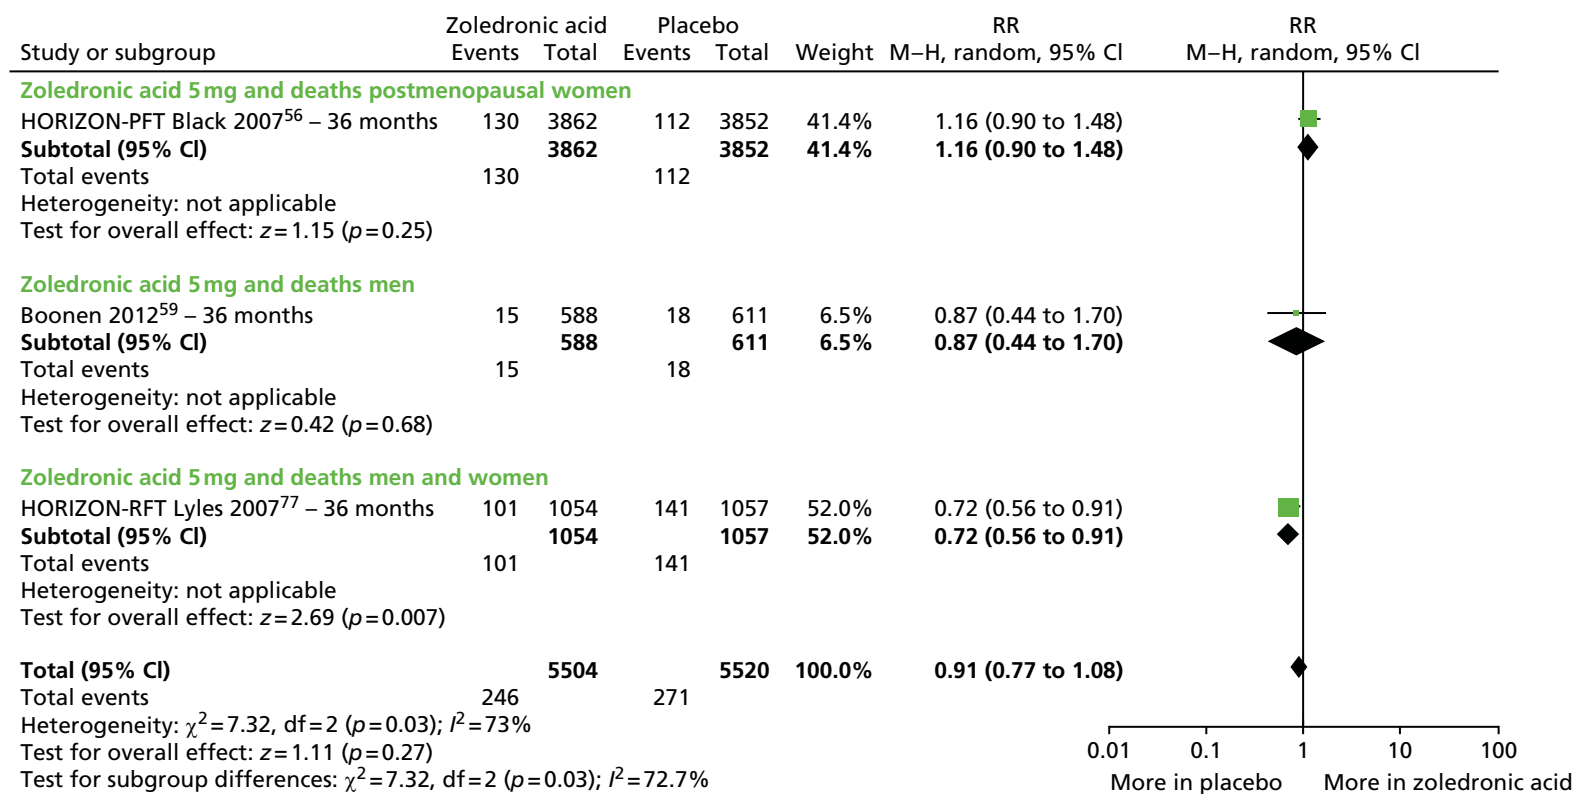 Zoledronic acid Placebo RR RR
Study or subgroup Events Total Events Total Weight M–H, random, 95% CI M–H, random, 95% CI
Zoledronic acid 5 mg and deaths postmenopausal women
HORIZON-PFT Black 2007⁵⁶ – 36 months 130 3862 112 3852 41.4% 1.16 (0.90 to 1.48)
Subtotal (95% CI) 3862 3852 41.4% 1.16 (0.90 to 1.48)
Total events 130 112
Heterogeneity: not applicable
Test for overall effect: z=1.15 (p=0.25)
Zoledronic acid 5 mg and deaths men
Boonen 2012⁵⁹ – 36 months 15 588 18 611 6.5% 0.87 (0.44 to 1.70)
Subtotal (95% CI) 588 611 6.5% 0.87 (0.44 to 1.70)
Total events 15 18
Heterogeneity: not applicable
Test for overall effect: z=0.42 (p=0.68)
Zoledronic acid 5 mg and deaths men and women
HORIZON-RFT Lyles 2007⁷⁷ – 36 months 101 1054 141 1057 52.0% 0.72 (0.56 to 0.91)
Subtotal (95% CI) 1054 1057 52.0% 0.72 (0.56 to 0.91)
Total events 101 141
Heterogeneity: not applicable
Test for overall effect: z=2.69 (p=0.007)
Total (95% CI) 5504 5520 100.0% 0.91 (0.77 to 1.08)
Total events 246 271
Heterogeneity: χ²=7.32, df=2 (p=0.03); I²=73%
Test for overall effect: z=1.11 (p=0.27)
Test for subgroup differences: χ²=7.32, df=2 (p=0.03); I²=72.7%
0.01 0.1 1 10 100
More in placebo More in zoledronic acid